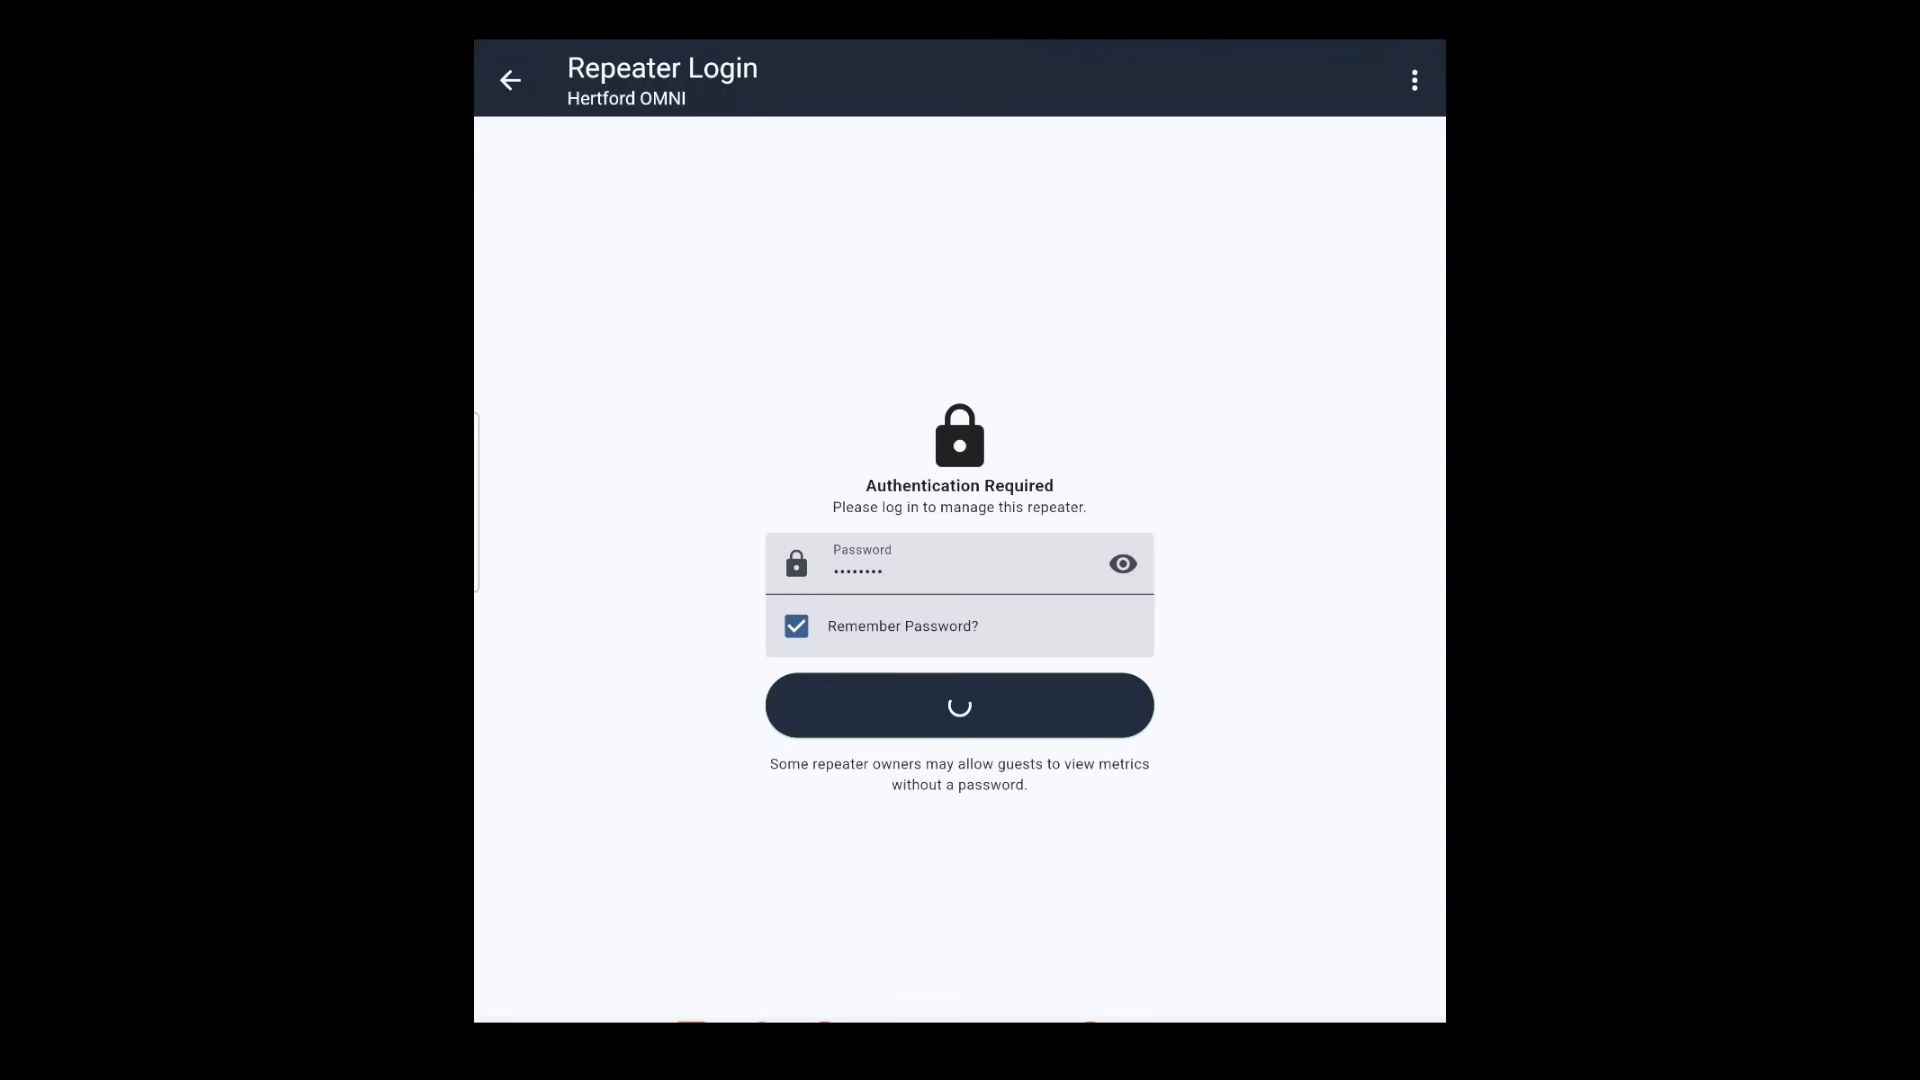 Repeater Login
Hertford OMNI
Authentication Required
Please log in to manage this repeater.
Password
••••••••
Remember Password?
Some repeater owners may allow guests to view metrics
without a password.